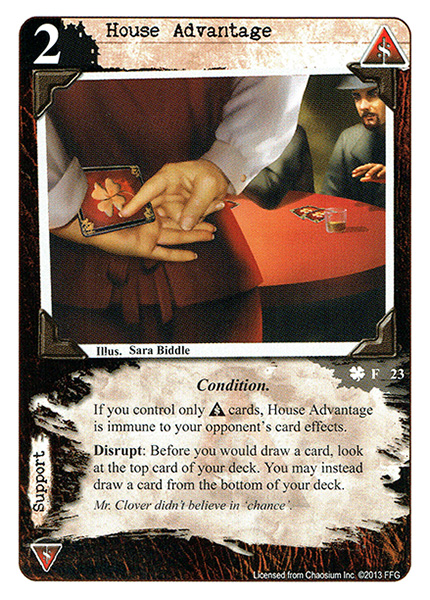 2
House Advantage
Illus. Sara Biddle
F 23
Condition.
If you control only cards, House Advantage
is immune to your opponent's card effects.
Disrupt: Before you would draw a card, look
at the top card of your deck. You may instead
draw a card from the bottom of your deck.
Mr. Clover didn't believe in 'chance'.
Support
Licensed from Chaosium Inc. ©2013 FFG